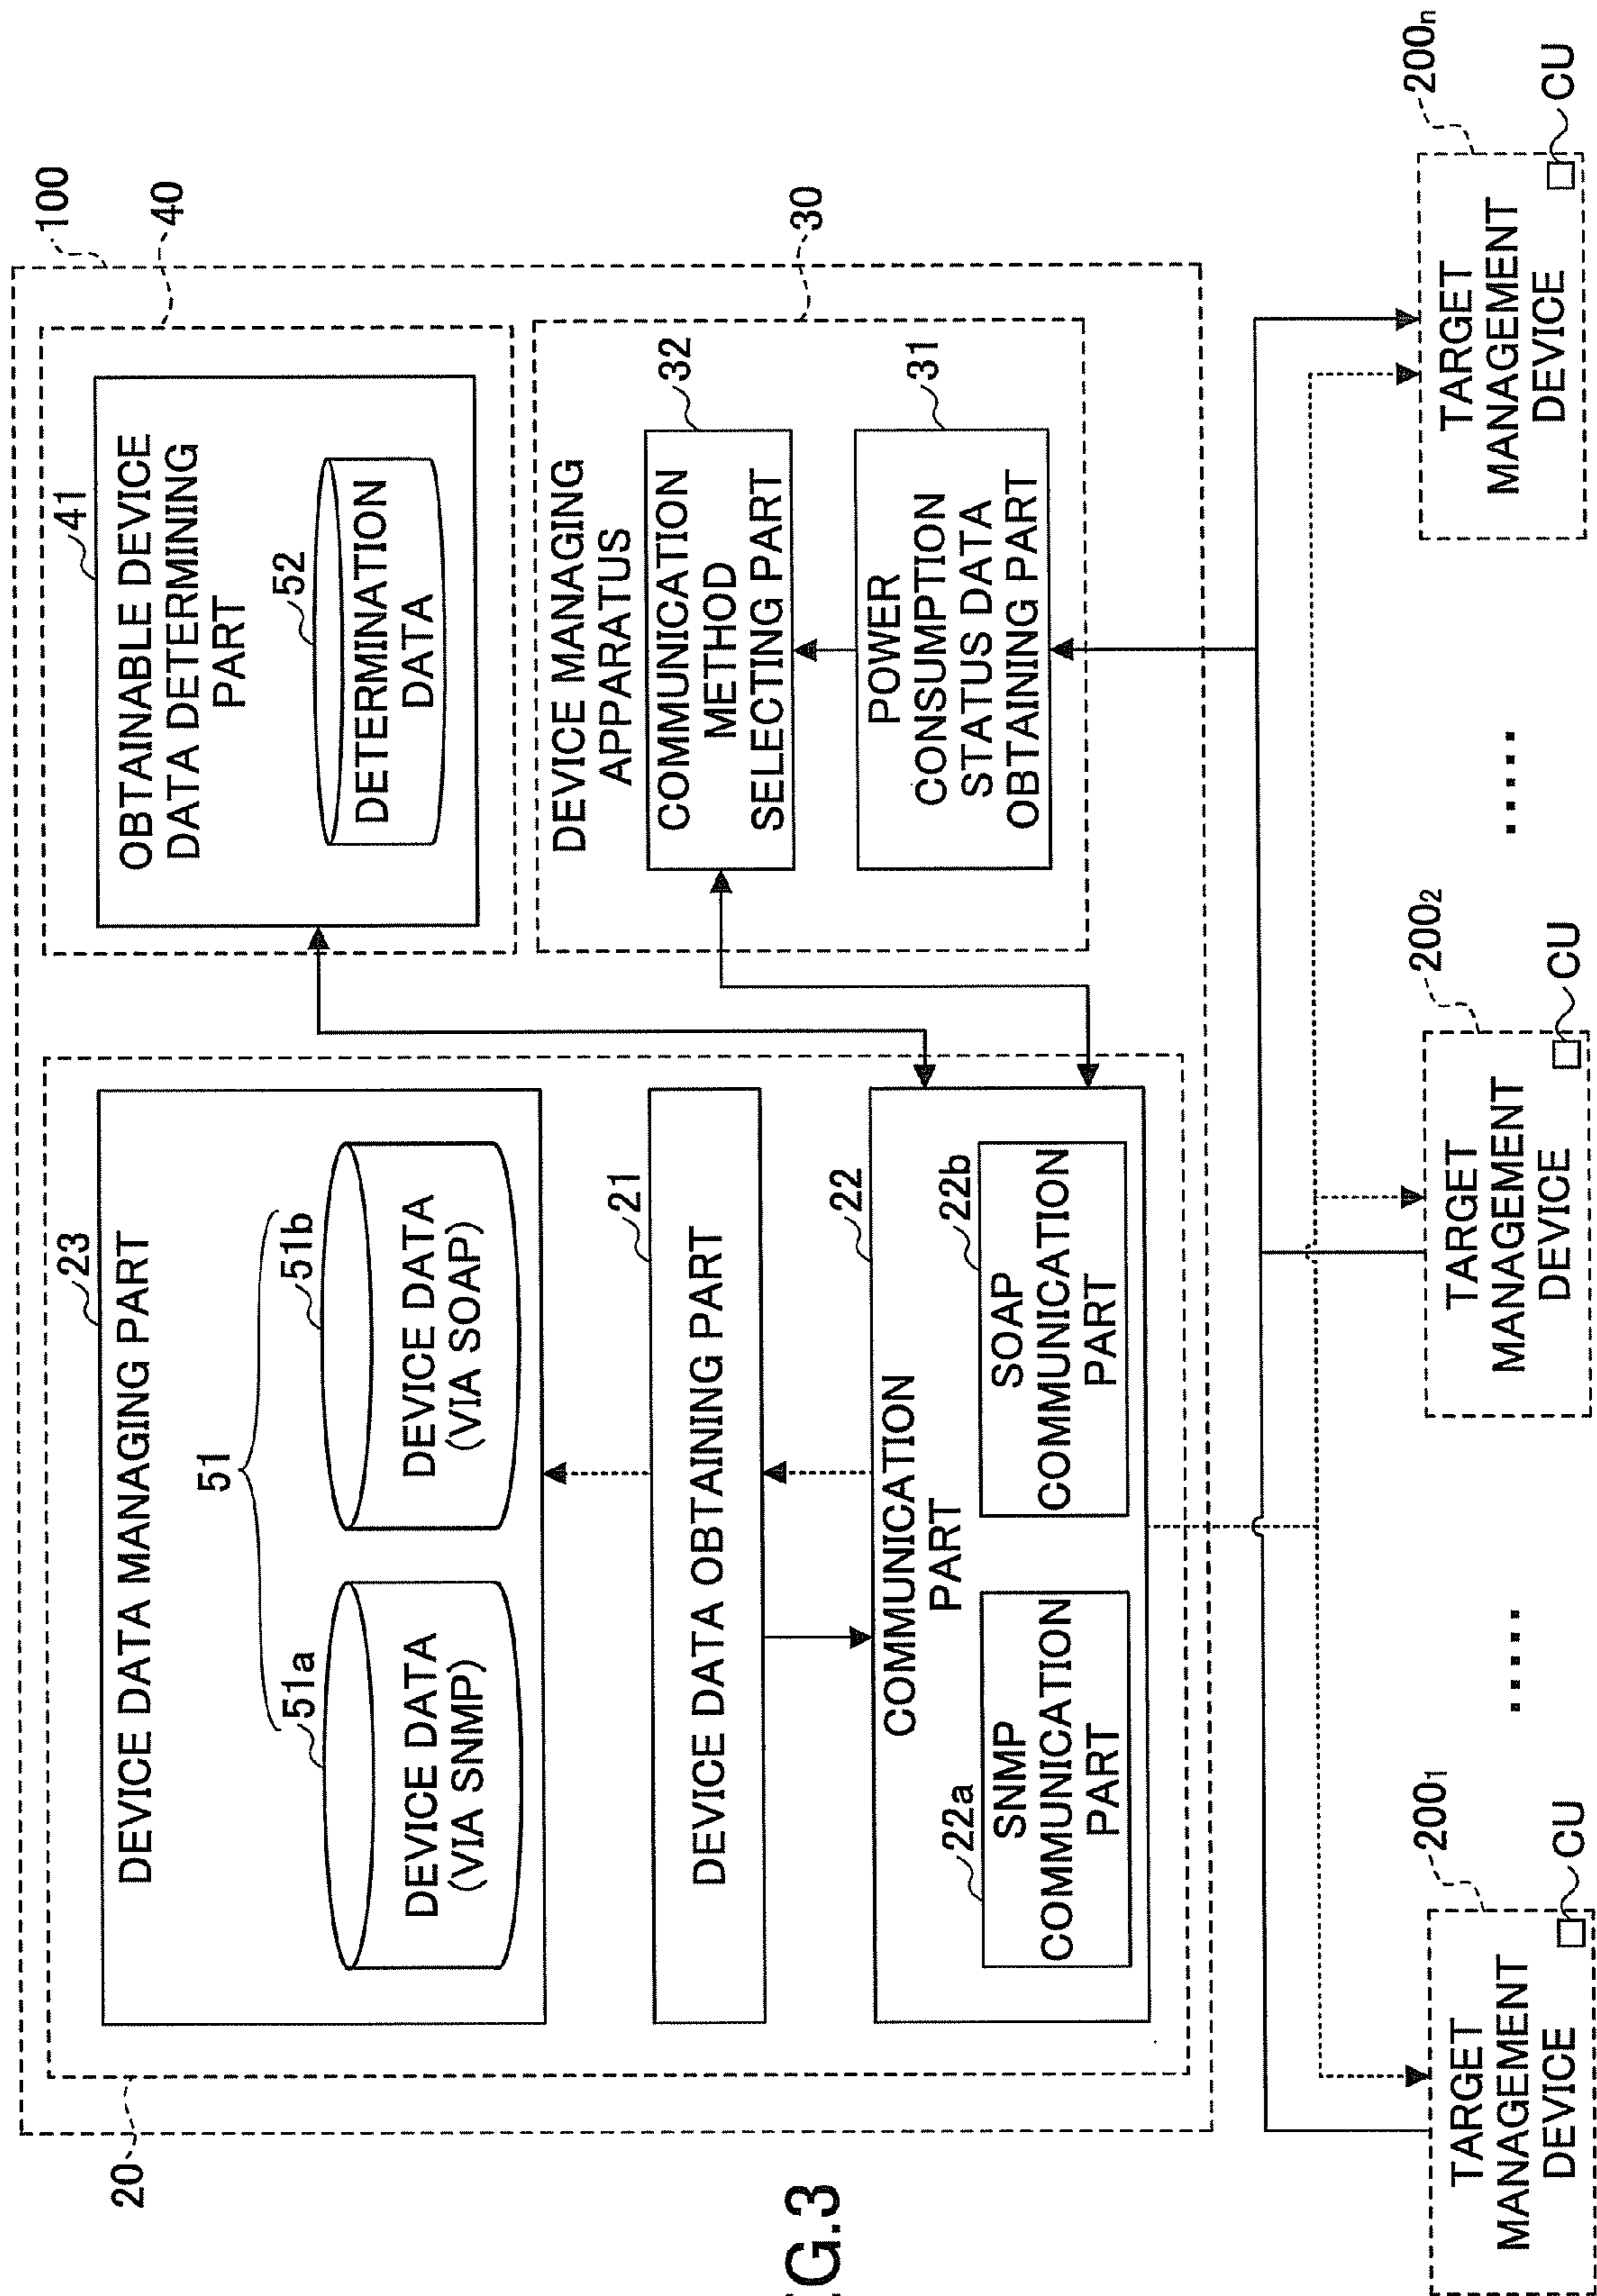 100
40
23
DEVICE DATA MANAGING PART
51
51a
DEVICE DATA
(VIA SNMP)
51b
DEVICE DATA
(VIA SOAP)
41
OBTAINABLE DEVICE
DATA DETERMINING
PART
52
DETERMINATION
DATA
20
21
DEVICE DATA OBTAINING PART
30
DEVICE MANAGING
APPARATUS
32
COMMUNICATION
METHOD
SELECTING PART
31
POWER
CONSUMPTION
STATUS DATA
OBTAINING PART
22
COMMUNICATION
PART
22a
SNMP
COMMUNICATION
PART
22b
SOAP
COMMUNICATION
PART
200₁
TARGET
MANAGEMENT
DEVICE
CU
.....
200₂
TARGET
MANAGEMENT
DEVICE
CU
.....
200n
TARGET
MANAGEMENT
DEVICE
CU
G.3